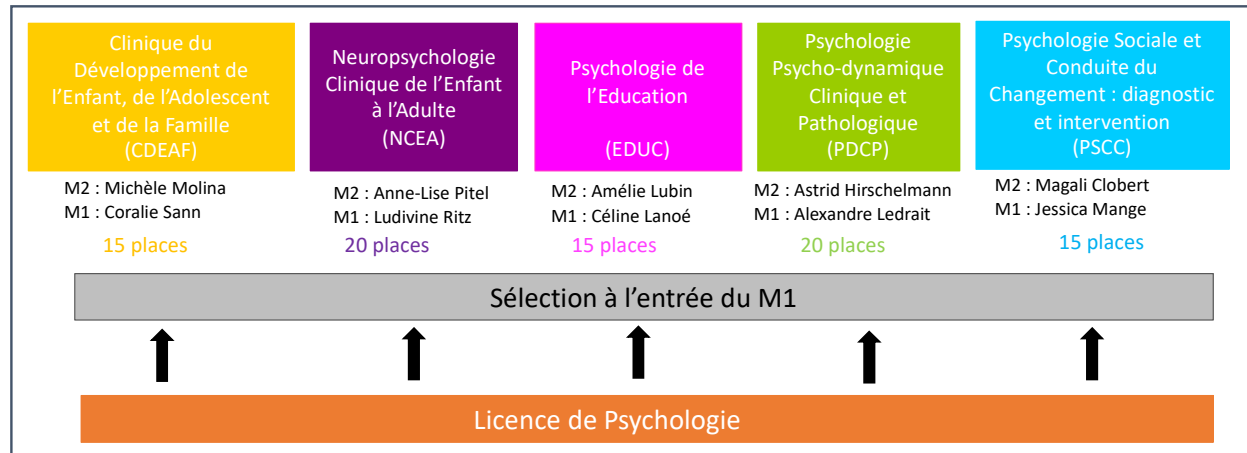 Clinique du
Développement de
l'Enfant, de l'Adolescent
et de la Famille
(CDEAF)
M2 : Michèle Molina
M1 : Coralie Sann
15 places
Neuropsychologie
Clinique de l'Enfant
à l'Adulte
(NCEA)
M2 : Anne-Lise Pitel
M1 : Ludivine Ritz
20 places
Psychologie de
l'Education
(EDUC)
M2 : Amélie Lubin
M1 : Céline Lanoé
15 places
Psychologie
Psycho-dynamique
Clinique et
Pathologique
(PDCP)
M2 : Astrid Hirschelmann
M1 : Alexandre Ledrait
20 places
Psychologie Sociale et
Conduite du
Changement : diagnostic
et intervention
(PSCC)
M2 : Magali Clobert
M1 : Jessica Mange
15 places
Sélection à l'entrée du M1
Licence de Psychologie